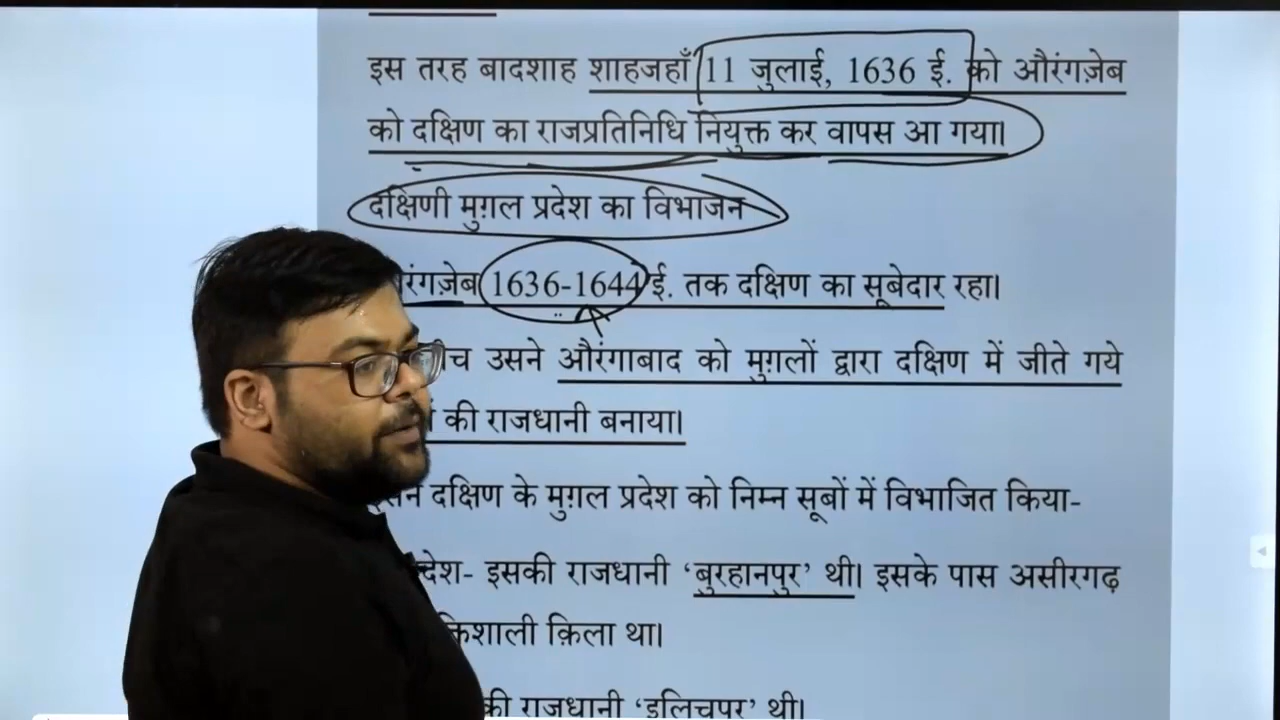 इस तरह बादशाह शाहजहाँ 11 जुलाई, 1636 ई. को औरंगज़ेब
को दक्षिण का राजप्रतिनिधि नियुक्त कर वापस आ गया।
दक्षिणी मुग़ल प्रदेश का विभाजन
1636-1644 ई. तक दक्षिण का सूबेदार रहा।
उसने औरंगाबाद को मुग़लों द्वारा दक्षिण में जीते गये
की राजधानी बनाया।
दक्षिण के मुग़ल प्रदेश को निम्न सूबों में विभाजित किया-
इसकी राजधानी ‘बुरहानपुर’ थी। इसके पास असीरगढ़
क़िला था।
की राजधानी ‘इलिचपुर’ थी।